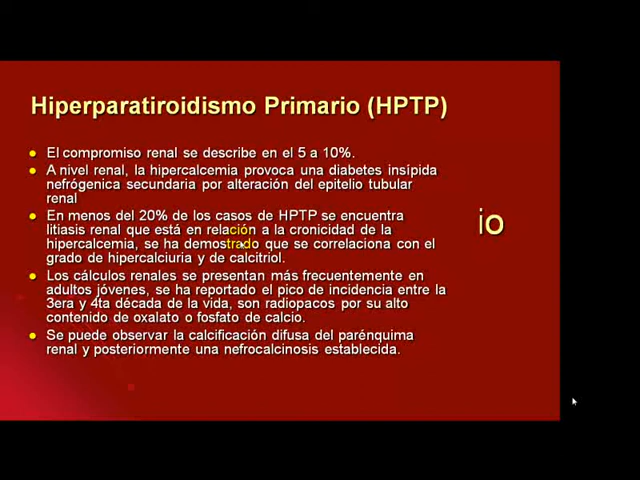 Hiperparatiroidismo Primario (HPTP)
El compromiso renal se describe en el 5 a 10%.
A nivel renal, la hipercalcemia provoca una diabetes insípida
nefrógenica secundaria por alteración del epitelio tubular
renal
En menos del 20% de los casos de HPTP se encuentra
litiasis renal que está en relación a la cronicidad de la
hipercalcemia, se ha demostrado que se correlaciona con el
grado de hipercalciuria y de calcitriol.
Los cálculos renales se presentan más frecuentemente en
adultos jóvenes, se ha reportado el pico de incidencia entre la
3era y 4ta década de la vida, son radiopacos por su alto
contenido de oxalato o fosfato de calcio.
Se puede observar la calcificación difusa del parénquima
renal y posteriormente una nefrocalcinosis establecida.
io